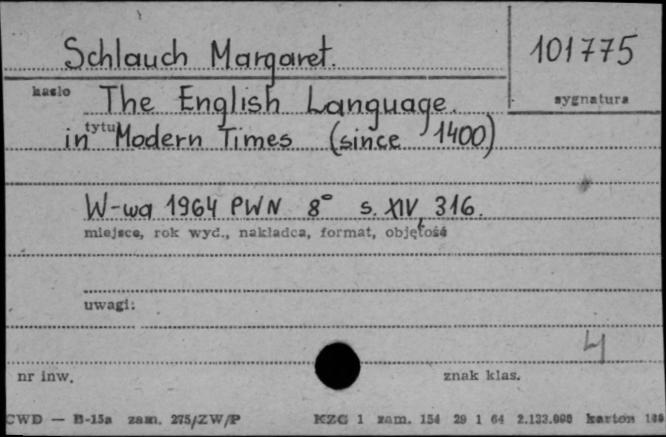 Schlauch Margaret.
101775
hasło The English Language.
sygnatura
tytuł
in Modern Times (since 1400)
W-wa 1964 PWN 8° s. XIV, 316.
miejsce, rok wyd., nakładca, format, objętość
uwagi:
4
nr inw. znak klas.
CWD — B-15a zam. 275/ZW/P KZG 1 zam. 154 29 1 64 2.133.000 karton